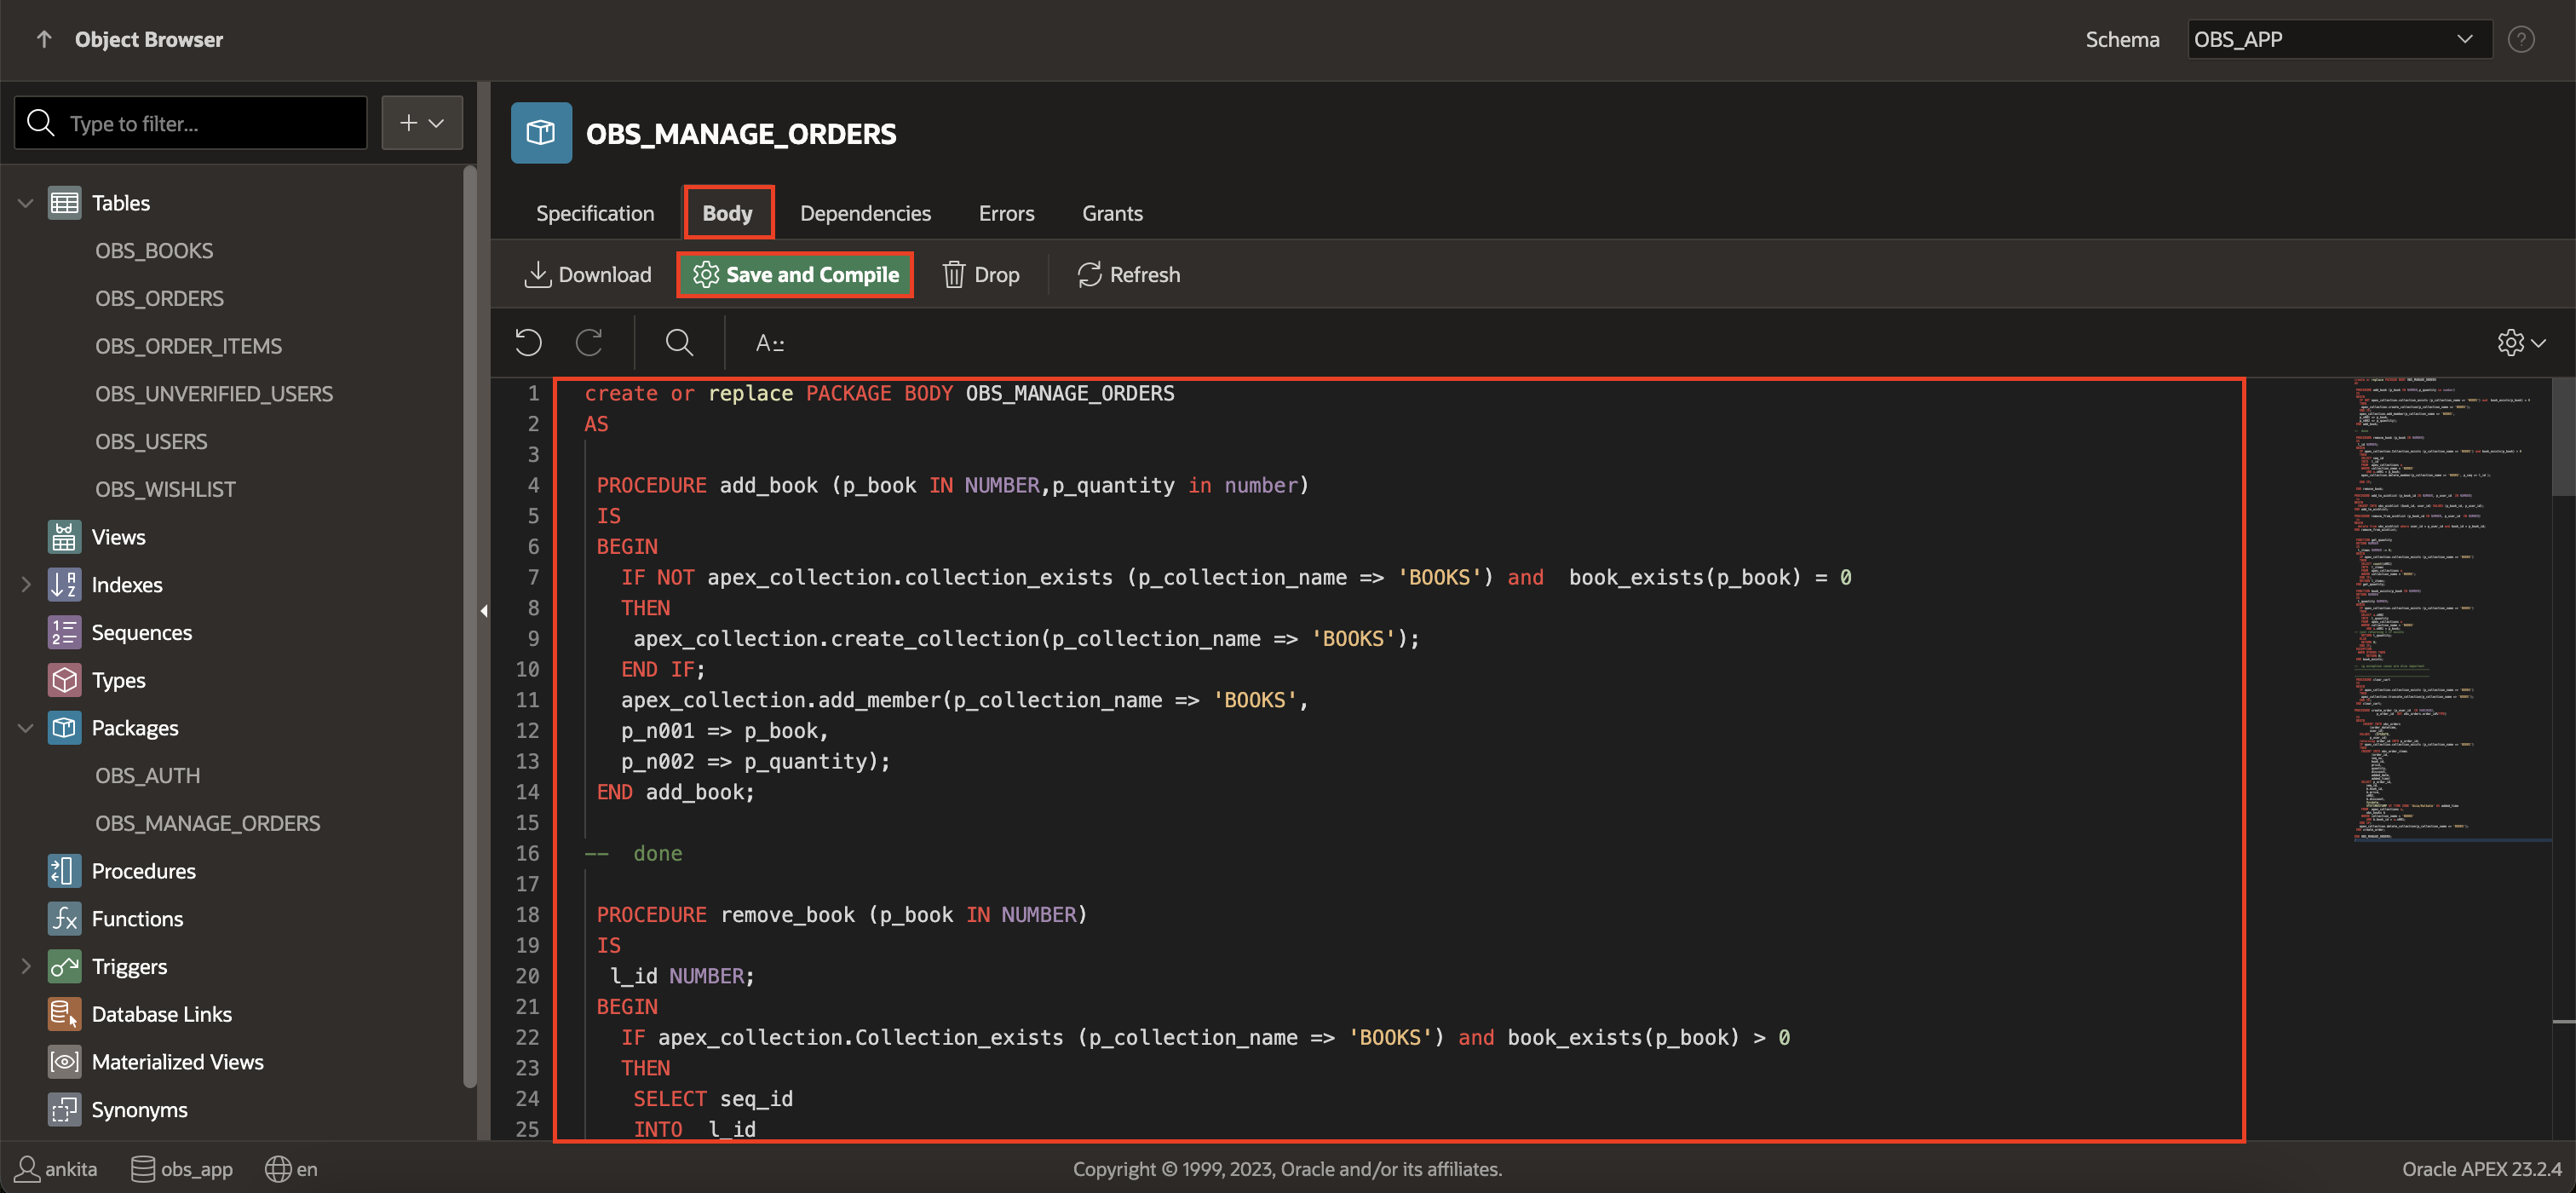 Object Browser
Schema
OBS_APP
Type to filter...
Tables
OBS_BOOKS
OBS_ORDERS
OBS_ORDER_ITEMS
OBS_UNVERIFIED_USERS
OBS_USERS
OBS_WISHLIST
Views
Indexes
Sequences
Types
Packages
OBS_AUTH
OBS_MANAGE_ORDERS
Procedures
Functions
Triggers
Database Links
Materialized Views
Synonyms
OBS_MANAGE_ORDERS
Specification Body Dependencies Errors Grants
Download Save and Compile Drop Refresh
1 create or replace PACKAGE BODY OBS_MANAGE_ORDERS
2 AS
3
4 PROCEDURE add_book (p_book IN NUMBER,p_quantity in number)
5 IS
6 BEGIN
7 IF NOT apex_collection.collection_exists (p_collection_name => 'BOOKS') and  book_exists(p_book) = 0
8 THEN
9 apex_collection.create_collection(p_collection_name => 'BOOKS');
10 END IF;
11 apex_collection.add_member(p_collection_name => 'BOOKS',
12 p_n001 => p_book,
13 p_n002 => p_quantity);
14 END add_book;
15
16 --  done
17
18 PROCEDURE remove_book (p_book IN NUMBER)
19 IS
20 l_id NUMBER;
21 BEGIN
22 IF apex_collection.Collection_exists (p_collection_name => 'BOOKS') and book_exists(p_book) > 0
23 THEN
24 SELECT seq_id
25 INTO  l_id
ankita obs_app en
Copyright © 1999, 2023, Oracle and/or its affiliates.
Oracle APEX 23.2.4